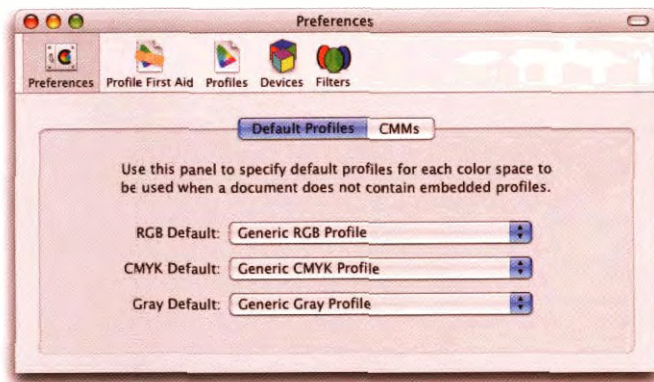 Preferences
Preferences Profile First Aid Profiles Devices Filters
Default Profiles CMMs
Use this panel to specify default profiles for each color space to
be used when a document does not contain embedded profiles.
RGB Default: Generic RGB Profile
CMYK Default: Generic CMYK Profile
Gray Default: Generic Gray Profile